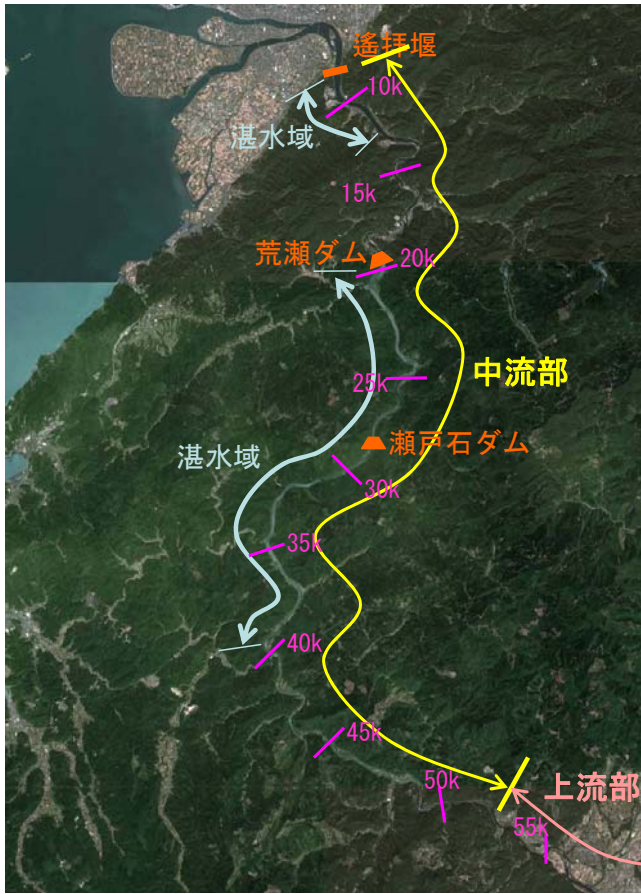 遙拝堰
10k
湛水域
15k
荒瀬ダム
20k
中流部
25k
瀬戸石ダム
湛水域
30k
35k
40k
45k
50k
上流部
55k